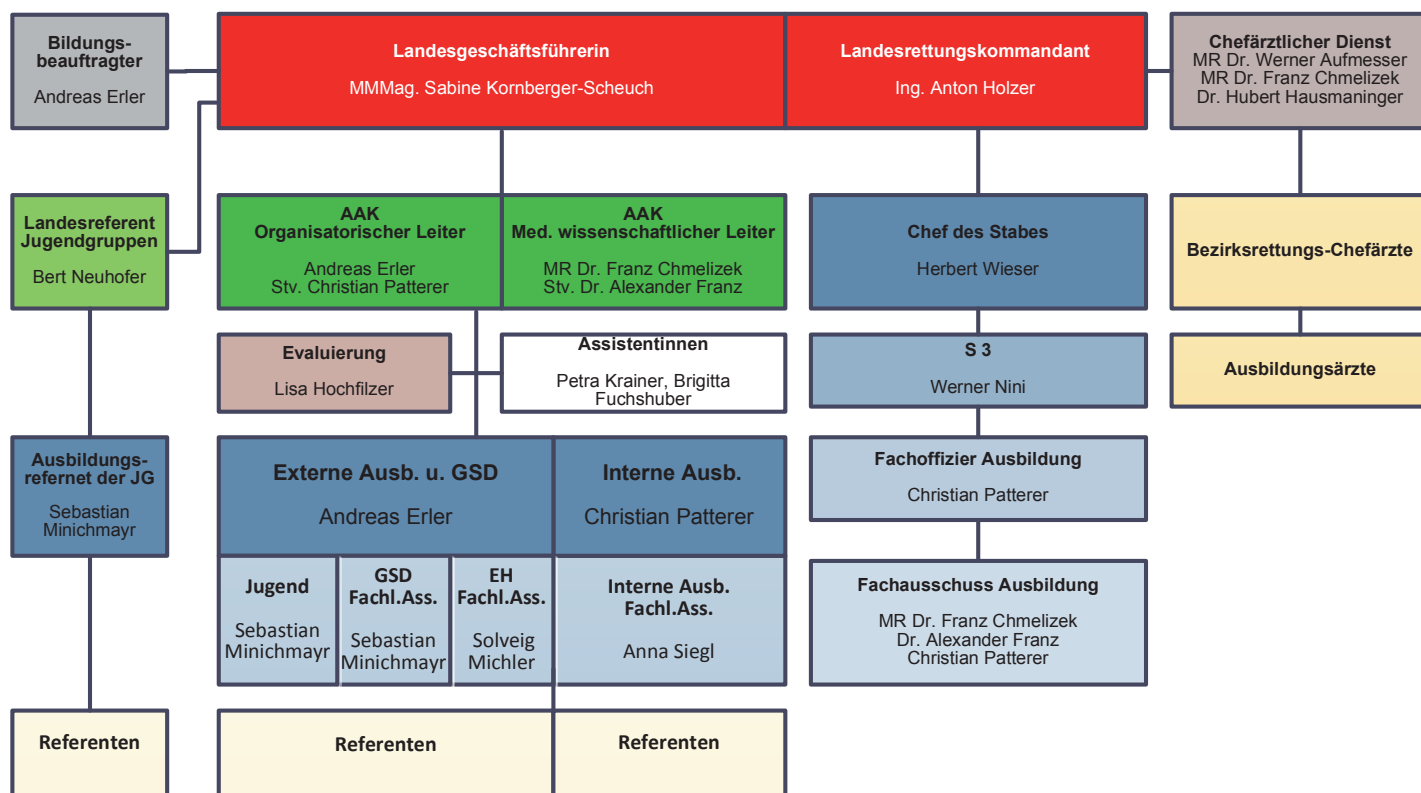 Bildungs-
beauftragter
Andreas Erler
Landesgeschäftsführerin
MMMag. Sabine Kornberger-Scheuch
Landesrettungskommandant
Ing. Anton Holzer
Chefärztlicher Dienst
MR Dr. Werner Aufmesser
MR Dr. Franz Chmelizek
Dr. Hubert Hausmaninger
Landesreferent
Jugendgruppen
Bert Neuhofer
AAK
Organisatorischer Leiter
Andreas Erler
Stv. Christian Patterer
AAK
Med. wissenschaftlicher Leiter
MR Dr. Franz Chmelizek
Stv. Dr. Alexander Franz
Chef des Stabes
Herbert Wieser
Bezirksrettungs-Chefärzte
Evaluierung
Lisa Hochfilzer
Assistentinnen
Petra Krainer, Brigitta
Fuchshuber
S 3
Werner Nini
Ausbildungsärzte
Ausbildungs-
refernet der JG
Sebastian
Minichmayr
Externe Ausb. u. GSD
Andreas Erler
Interne Ausb.
Christian Patterer
Fachoffizier Ausbildung
Christian Patterer
Jugend
Sebastian
Minichmayr
GSD
Fachl.Ass.
Sebastian
Minichmayr
EH
Fachl.Ass.
Solveig
Michler
Interne Ausb.
Fachl.Ass.
Anna Siegl
Fachausschuss Ausbildung
MR Dr. Franz Chmelizek
Dr. Alexander Franz
Christian Patterer
Referenten
Referenten
Referenten